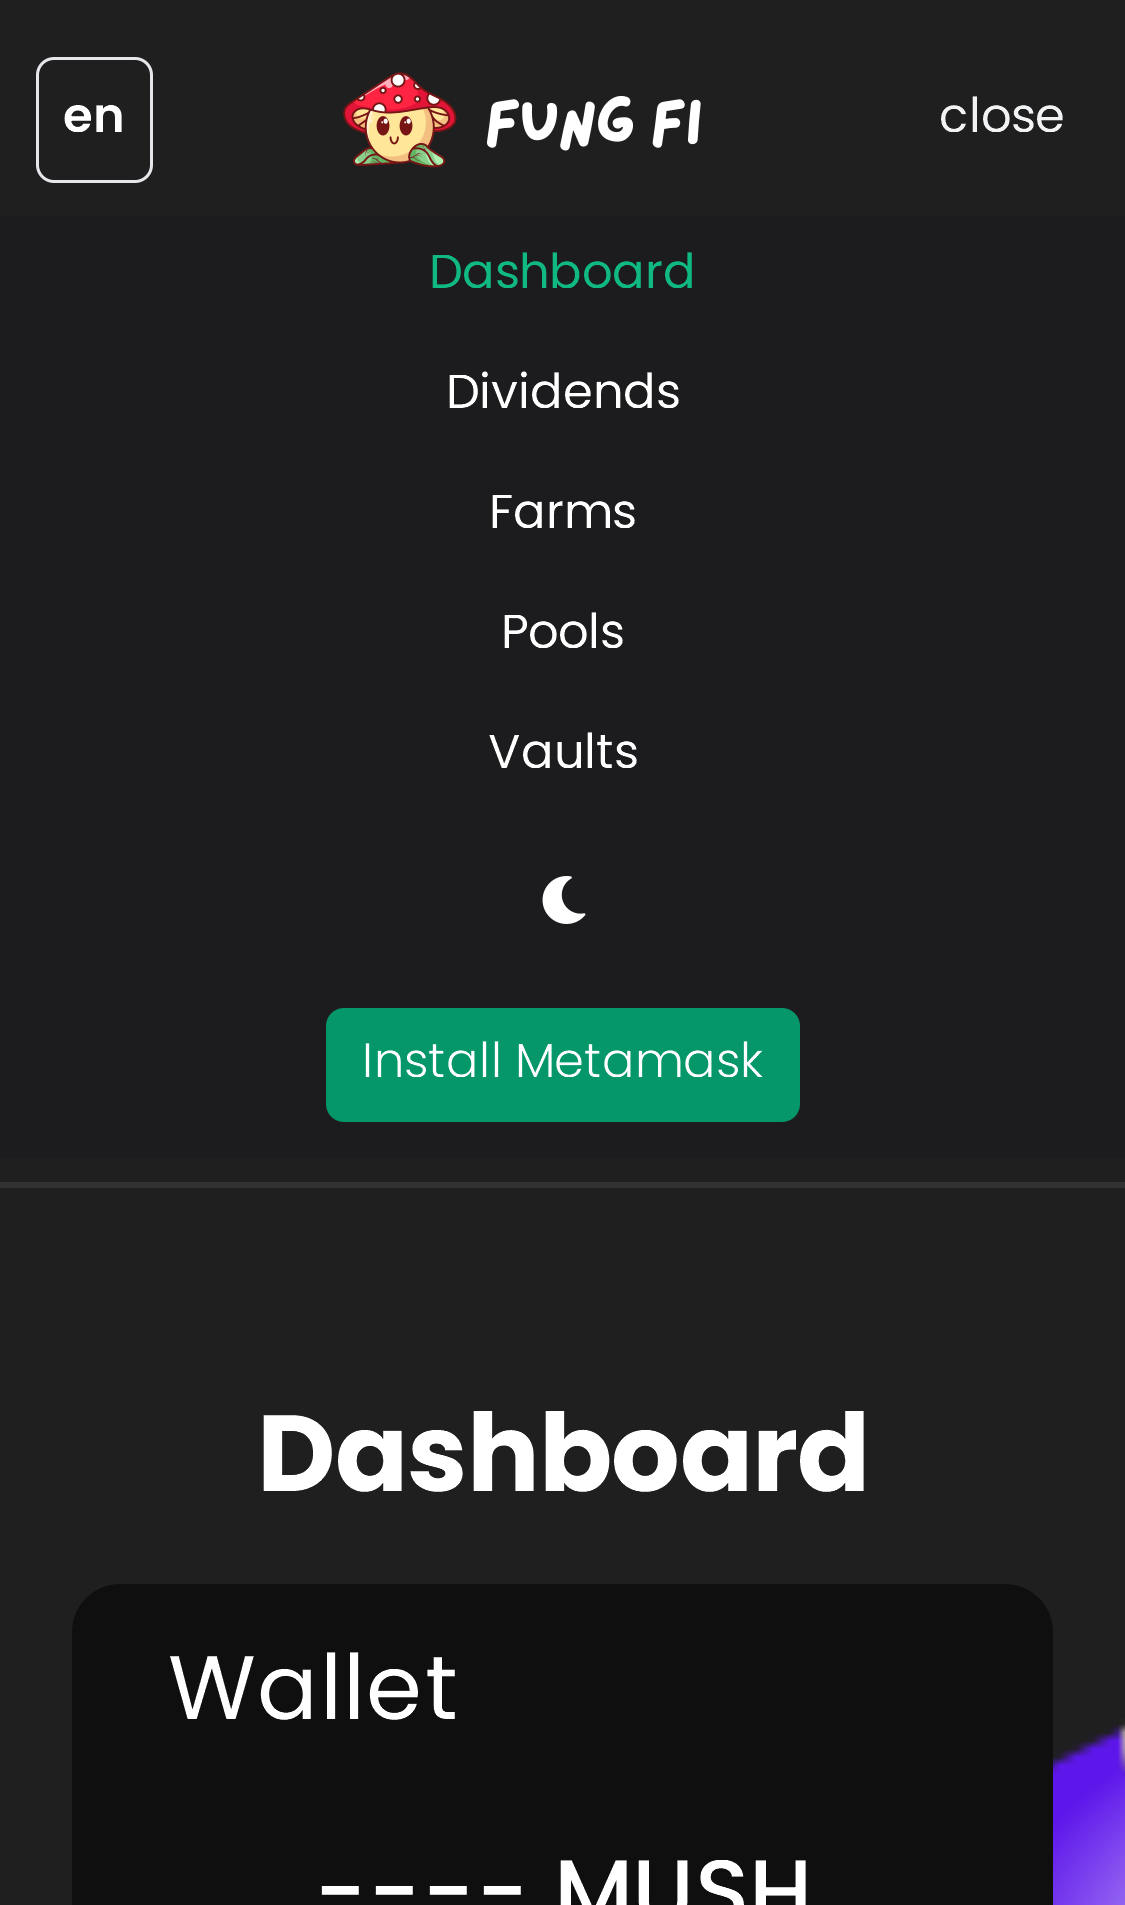 en
FUNG FI
close
Dashboard
Dividends
Farms
Pools
Vaults
Install Metamask
Dashboard
Wallet
---- MUSH